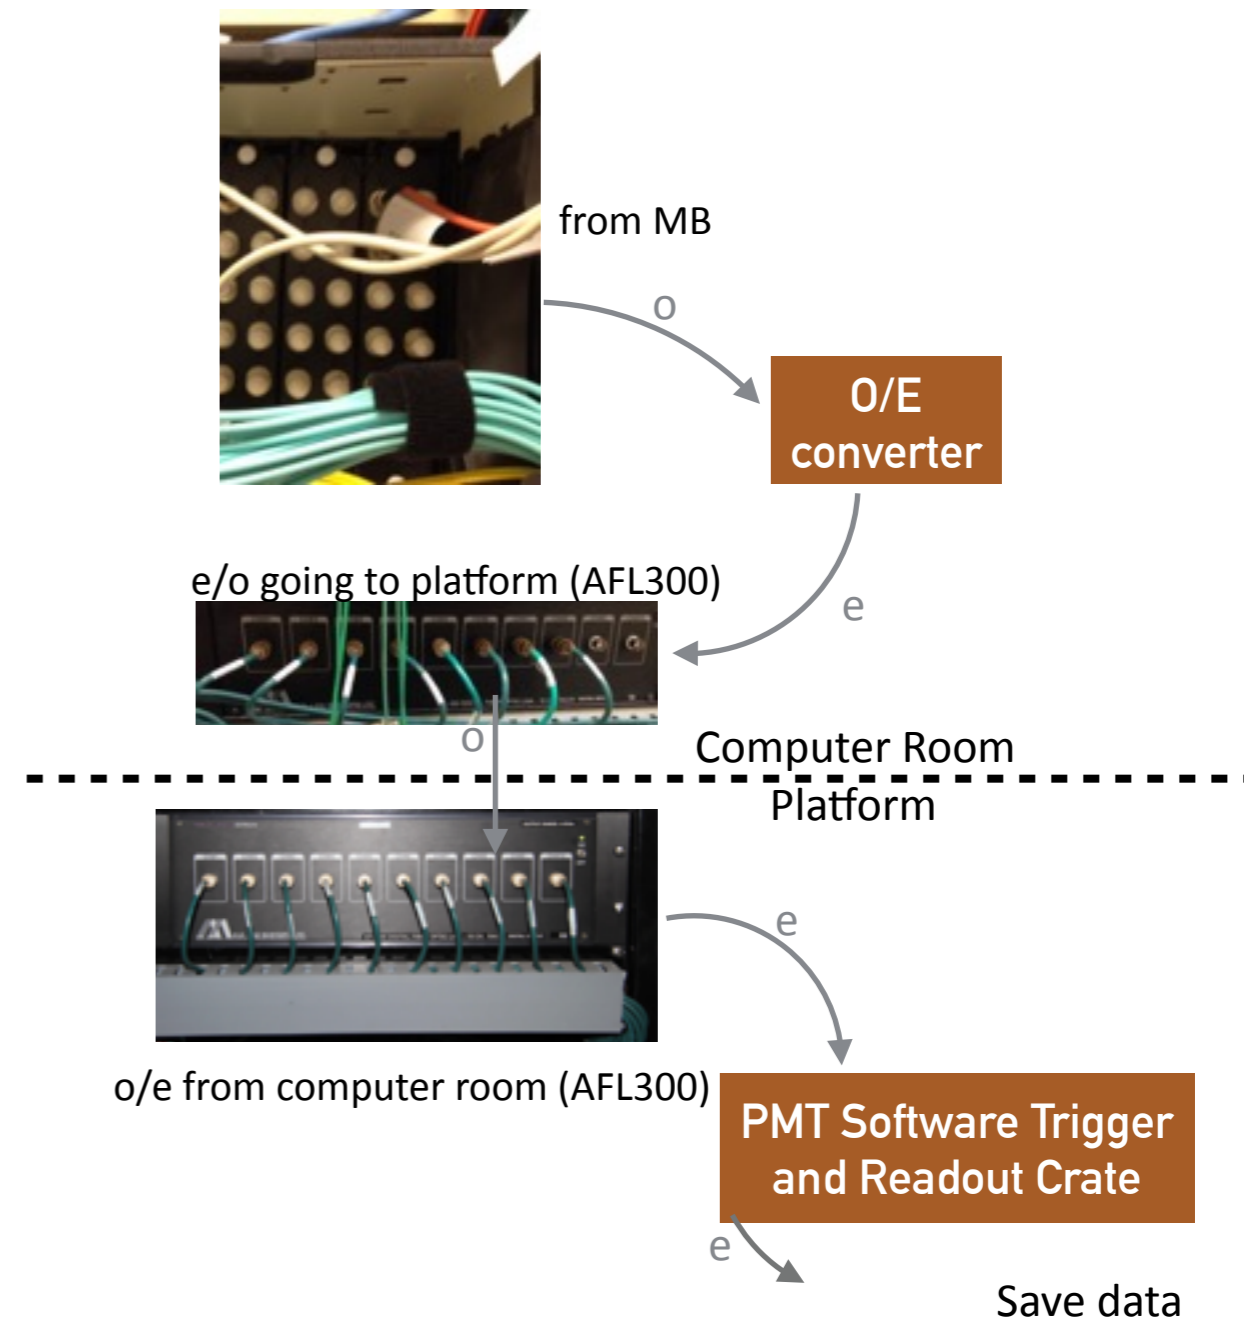 from MB
o
O/E
converter
e
e/o going to platform (AFL300)
o
Computer Room
Platform
e
o/e from computer room (AFL300)
PMT Software Trigger
and Readout Crate
e
Save data